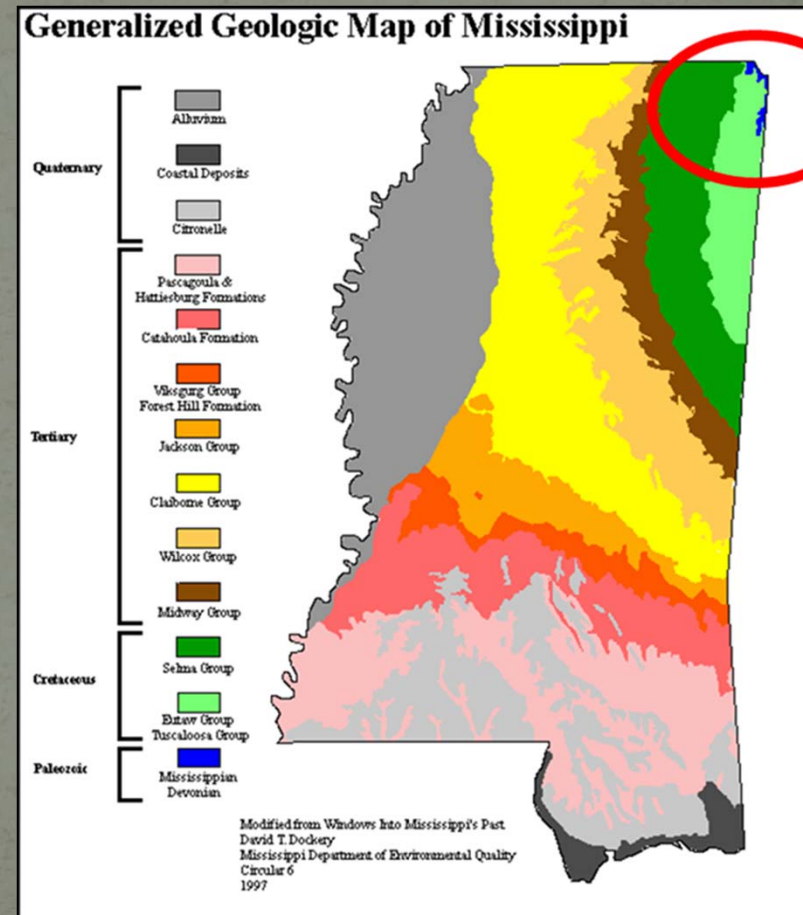 Generalized Geologic Map of Mississippi
Quaternary
Alluvium
Coastal Deposits
Citronelle
Tertiary
Pascagoula &
Hattiesburg Formations
Catahoula Formation
Viksgurg Group
Forest Hill Formation
Jackson Group
Claiborne Group
Wilcox Group
Midway Group
Cretaceous
Selma Group
Eutaw Group
Tuscaloosa Group
Paleozoic
Mississippian
Devonian
Modified from Windows Into Mississippi's Past
David T. Dockery
Mississippi Department of Environmental Quality
Circular 6
1997